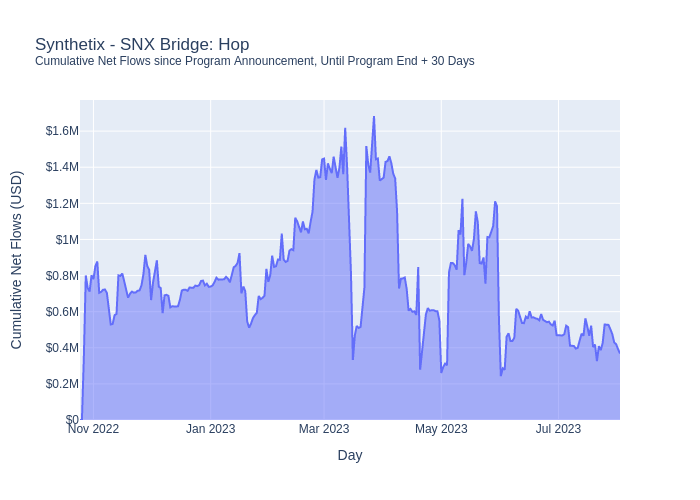 Synthetix - SNX Bridge: Hop
Cumulative Net Flows since Program Announcement, Until Program End + 30 Days
Cumulative Net Flows (USD)
$1.6M
$1.4M
$1.2M
$1M
$0.8M
$0.6M
$0.4M
$0.2M
$0
Nov 2022 Jan 2023 Mar 2023 May 2023 Jul 2023
Day